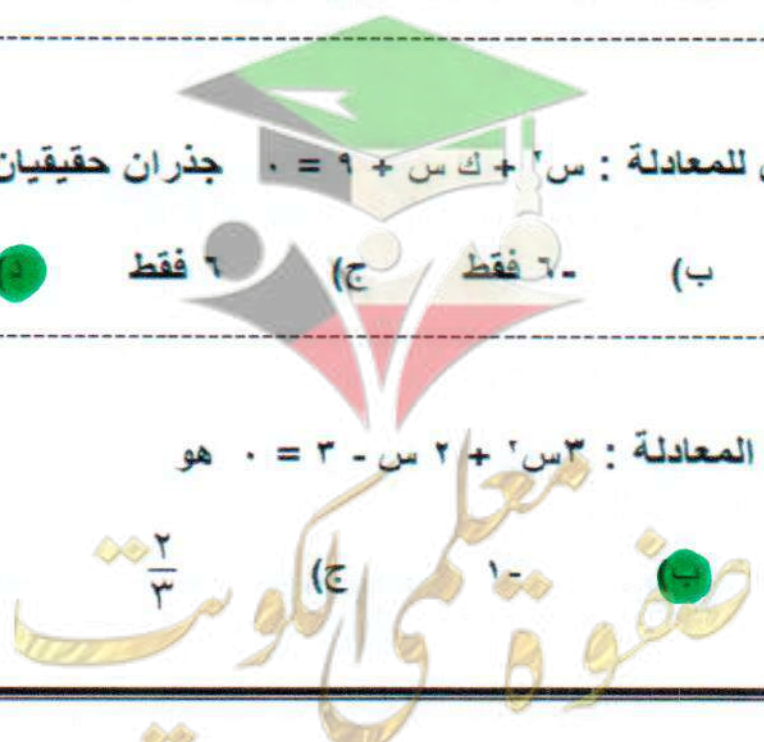 للمعادلة : س٢ + ك س + ٩ = ٠ جذران حقيقيان
ب) -٦ فقط ج) ٦ فقط د)
المعادلة : ٣س٢ + ٢ س - ٣ = ٠ هو
ب) -١ ج) ٢/٣
صفوة معلمى الكويت